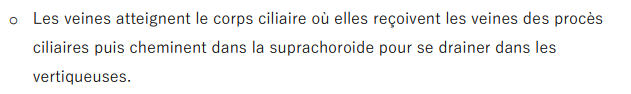 o Les veines atteignent le corps ciliaire où elles reçoivent les veines des procès
ciliaires puis cheminent dans la suprachoroide pour se drainer dans les
vertiqueuses.